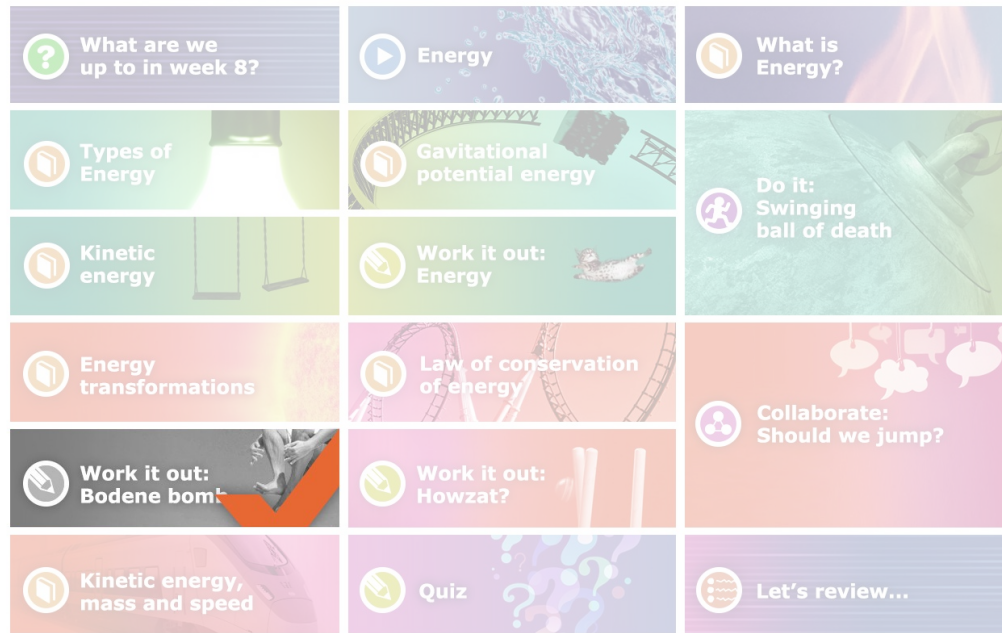 What are we
up to in week 8?
Energy
What is
Energy?
Types of
Energy
Gavitational
potential energy
Do it:
Swinging
ball of death
Kinetic
energy
Work it out:
Energy
Energy
transformations
Law of conservation
of energy
Collaborate:
Should we jump?
Work it out:
Bodene bomb
Work it out:
Howzat?
Kinetic energy,
mass and speed
Quiz
Let's review...